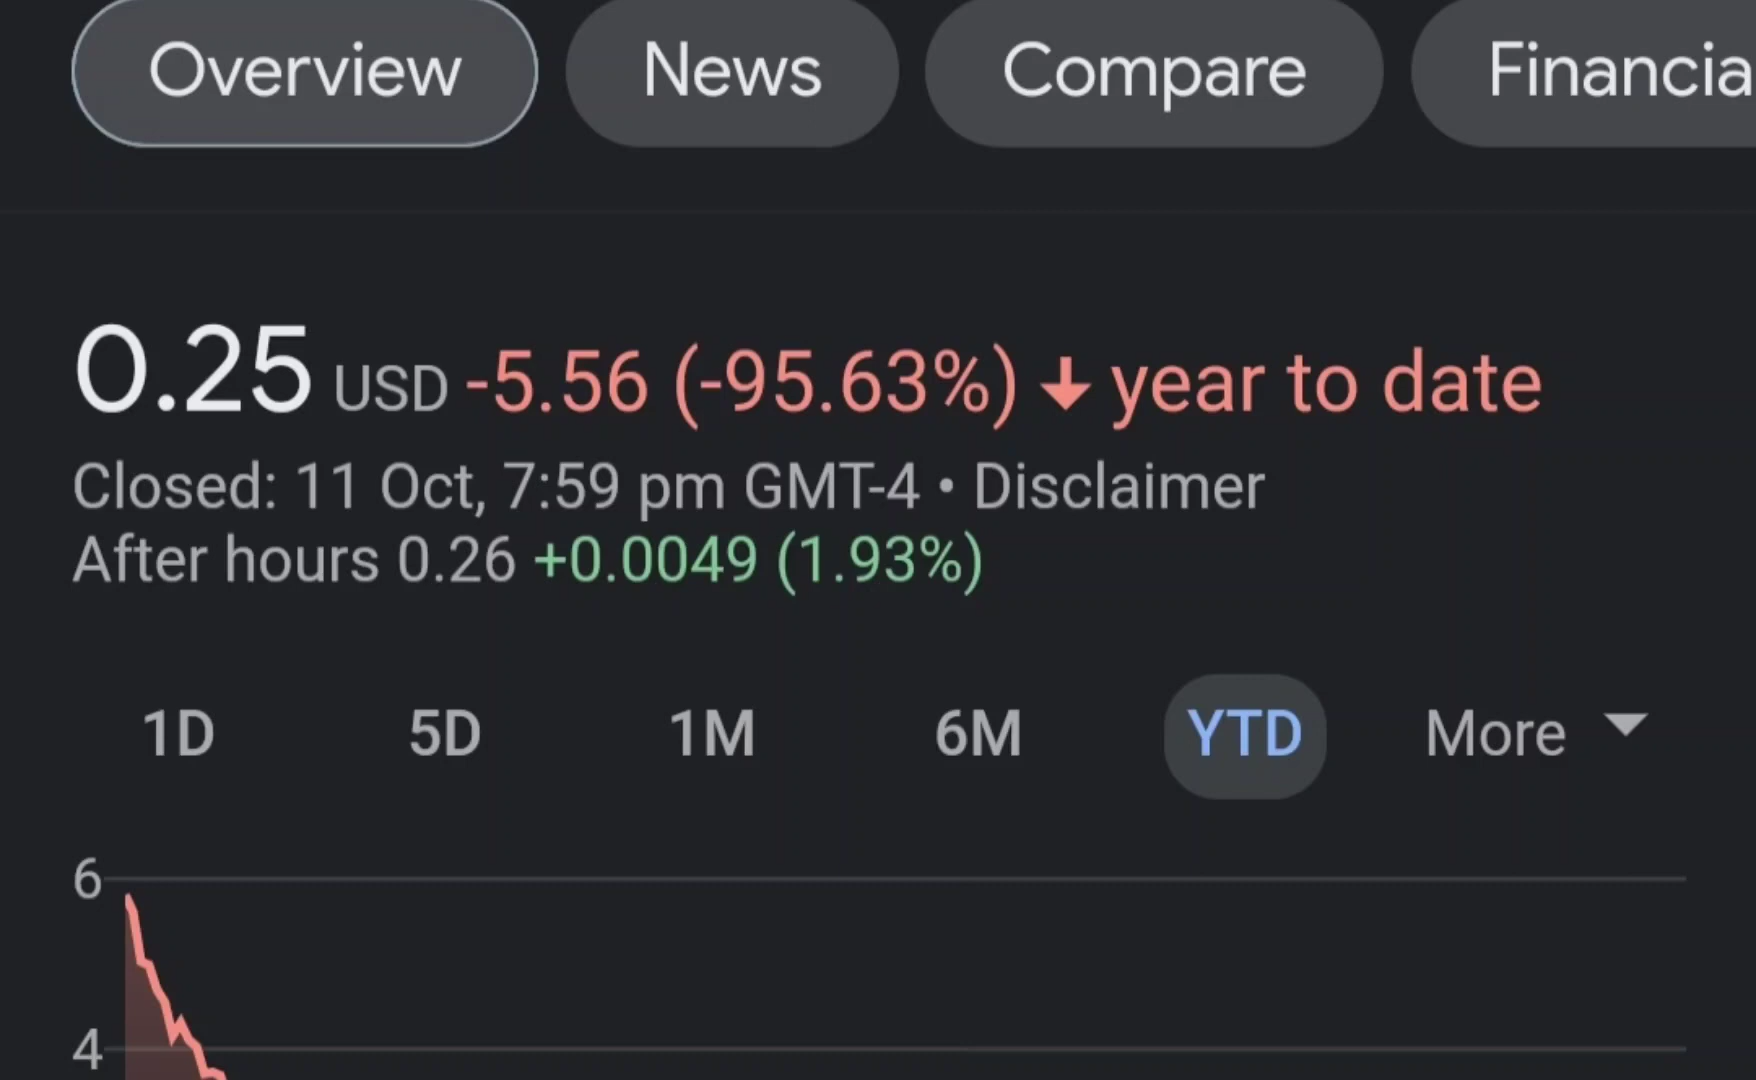 Overview News Compare Financia
0.25 USD -5.56 (-95.63%) ↓ year to date
Closed: 11 Oct, 7:59 pm GMT-4 • Disclaimer
After hours 0.26 +0.0049 (1.93%)
1D 5D 1M 6M YTD More
6
4